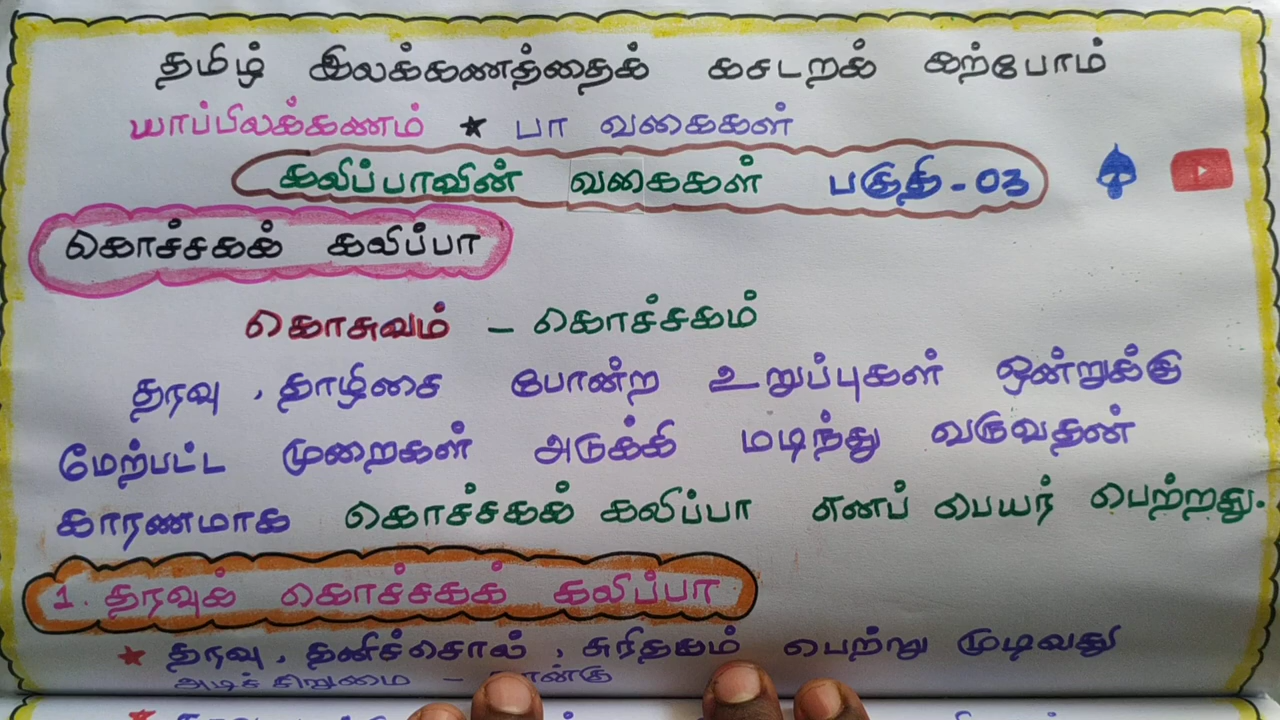 தமிழ் இலக்கணத்தைக் கசடறக் கற்போம்
யாப்பிலக்கணம் ★ பா வகைகள்
கலிப்பாவின் வகைகள் பகுதி - 03
கொச்சகக் கலிப்பா
கொசுவம் - கொச்சகம்
தரவு , தாழிசை போன்ற உறுப்புகள் ஒன்றுக்கு
மேற்பட்ட முறைகள் அடுக்கி மடிந்து வருவதன்
காரணமாக கொச்சகக் கலிப்பா எனப் பெயர் பெற்றது.
1. தரவுக் கொச்சகக் கலிப்பா
★ தரவு , தனிச்சொல் , சுரிதகம் பெற்று முடிவது
அடிச் சிறுமை -